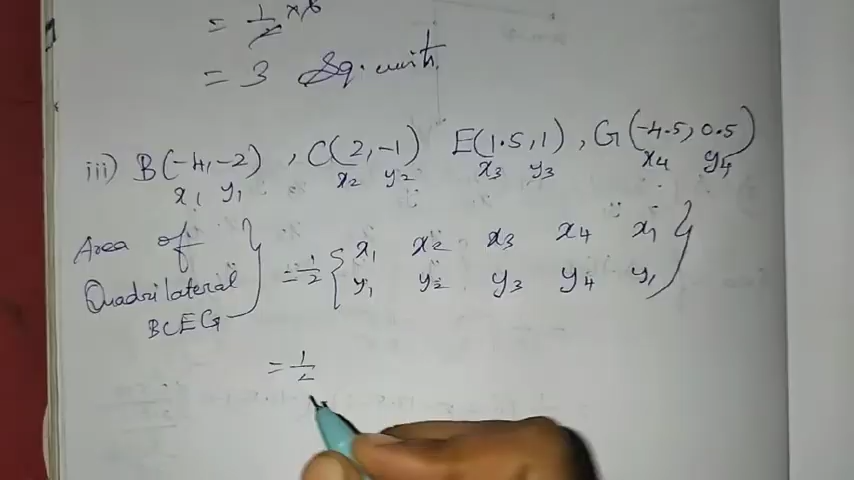 = 1/2 × 6
= 3 Sq. units.
iii) B(-4,-2) , C(2,-1) E(1.5,1) , G(-4.5, 0.5)
x₁ y₁ x₂ y₂ x₃ y₃ x₄ y₄
Area of
Quadrilateral
BCEG
= 1/2 { x₁ x₂ x₃ x₄ x₁
y₁ y₂ y₃ y₄ y₁ }
= 1/2